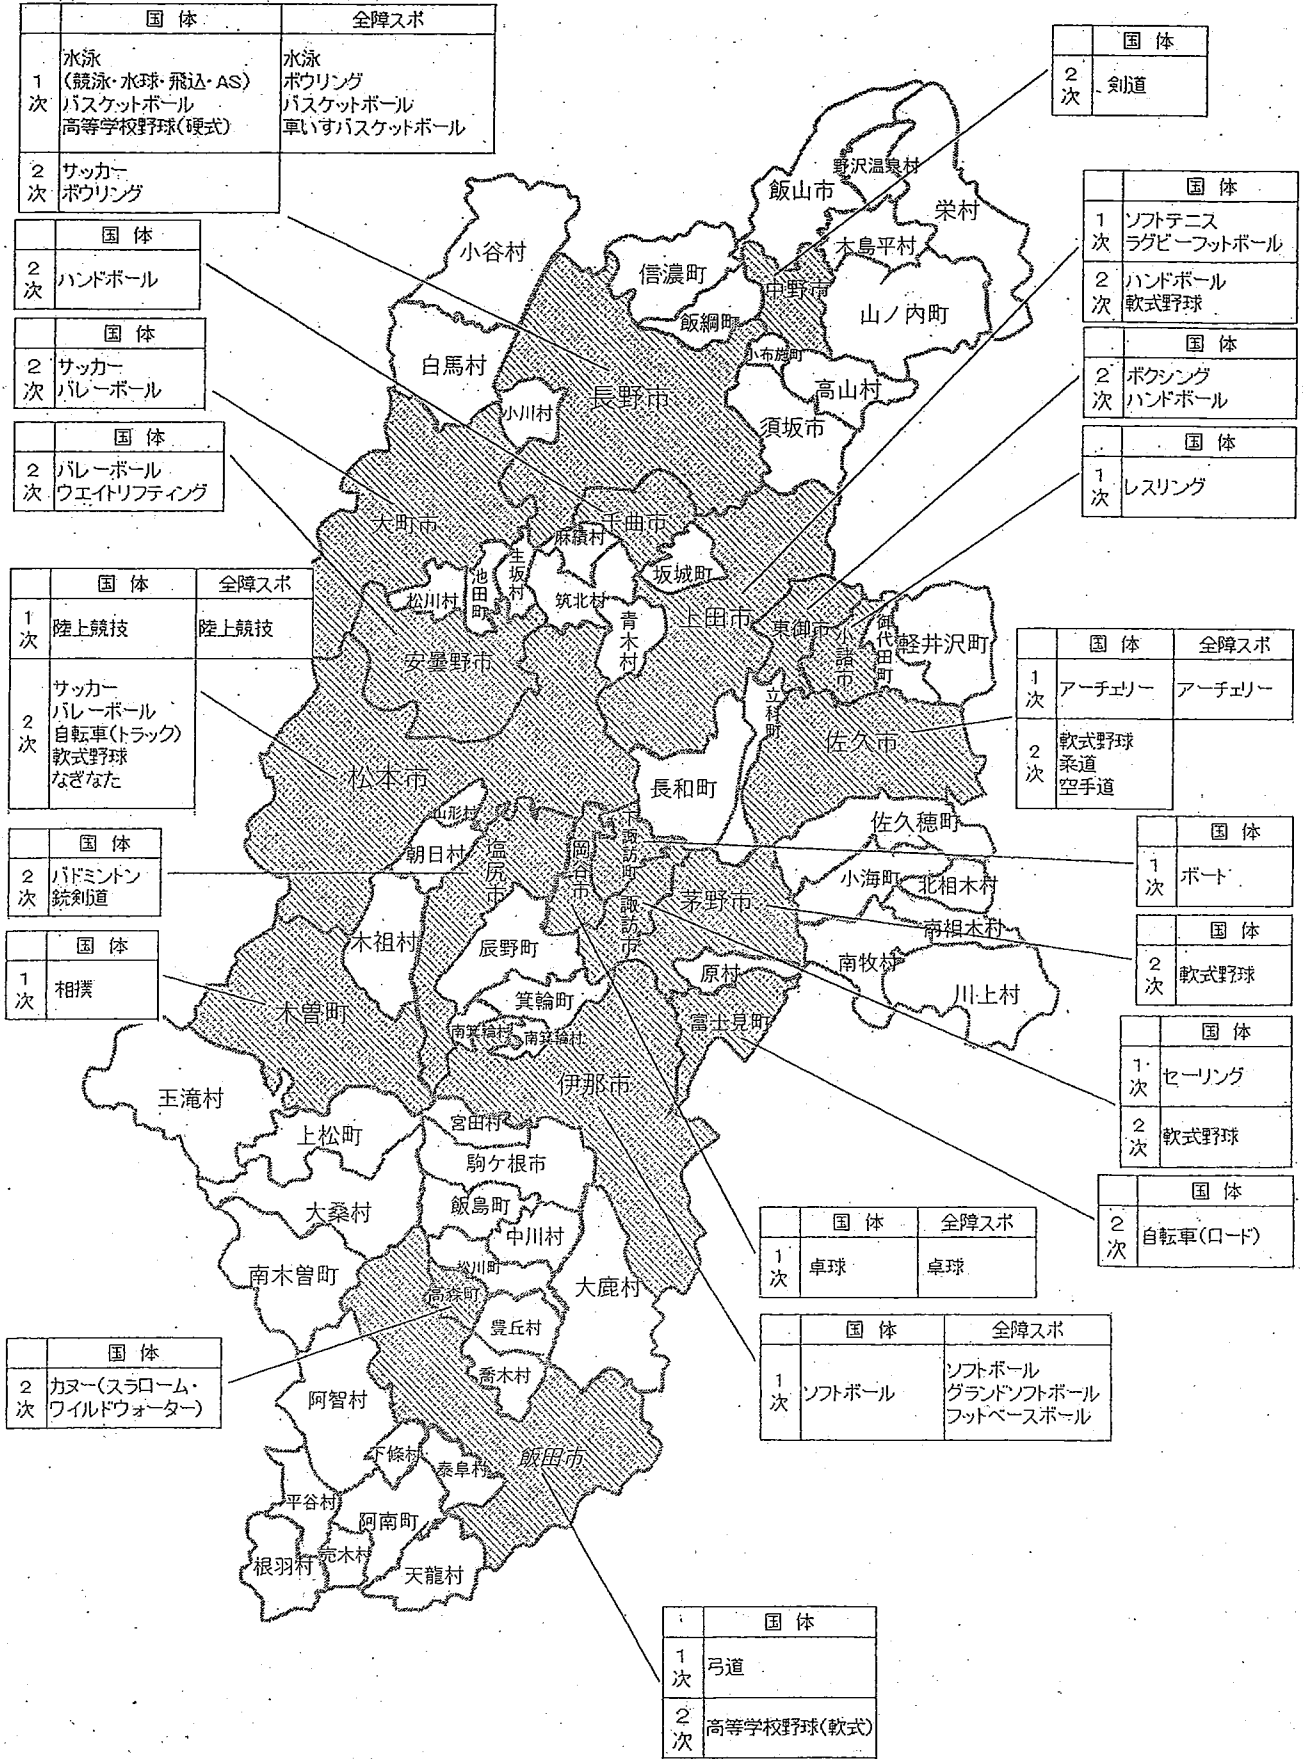 国 体 全障スポ
1次
水泳
(競泳・水球・飛込・AS)
バスケットボール
高等学校野球(硬式)
水泳
ボウリング
バスケットボール
車いすバスケットボール
2次
サッカー
ボウリング
国 体
2次 ハンドボール
国 体
2次
サッカー
バレーボール
国 体
2次
バレーボール
ウエイトリフティング
国 体 全障スポ
1次 陸上競技 陸上競技
2次
サッカー
バレーボール
自転車(トラック)
軟式野球
なぎなた
国 体
2次
バドミントン
銃剣道
国 体
1次 相撲
国 体
2次
カヌー(スラローム・
ワイルドウォーター)
国 体
2次 剣道
国 体
1次
ソフトテニス
ラグビーフットボール
2次
ハンドボール
軟式野球
国 体
2次
ボクシング
ハンドボール
国 体
1次 レスリング
国 体 全障スポ
1次 アーチェリー アーチェリー
2次
軟式野球
柔道
空手道
国 体
1次 ボート
国 体
2次 軟式野球
国 体
1次 セーリング
2次 軟式野球
国 体
2次 自転車(ロード)
国 体 全障スポ
1次 卓球 卓球
国 体 全障スポ
1次 ソフトボール
ソフトボール
グランドソフトボール
フットベースボール
国 体
1次 弓道
2次 高等学校野球(軟式)
野沢温泉村
飯山市
栄村
木島平村
小谷村
信濃町
中野市
山ノ内町
飯綱町
小布施町
白馬村
高山村
長野市
小川村
須坂市
大町市
千曲市
麻績村
生坂村
坂城町
池田町
松川村
筑北村
青木村
上田市
東御市
小諸市
御代田町
軽井沢町
安曇野市
立科町
佐久市
松本市
長和町
山形村
朝日村
塩尻市
岡谷市
下諏訪町
佐久穂町
小海町
北相木村
茅野市
諏訪市
南相木村
木祖村
辰野町
南牧村
原村
川上村
箕輪町
木曽町
富士見町
南箕輪村
南箕輪村
伊那市
王滝村
上松町
宮田村
駒ケ根市
大桑村
飯島町
中川村
南木曽町
松川町
高森町
大鹿村
豊丘村
喬木村
阿智村
下條村
泰阜村
飯田市
平谷村
阿南町
根羽村
売木村
天龍村